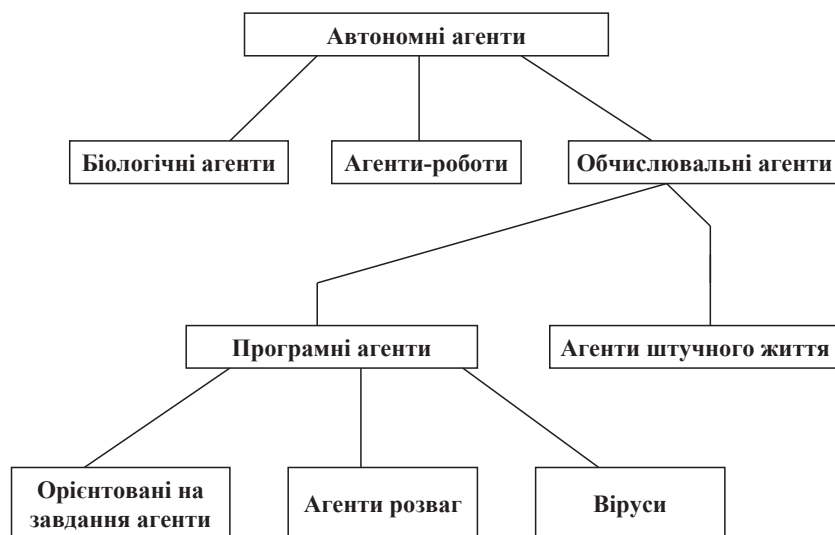 Автономні агенти
Біологічні агенти
Агенти-роботи
Обчислювальні агенти
Програмні агенти
Агенти штучного життя
Орієнтовані на
завдання агенти
Агенти розваг
Віруси